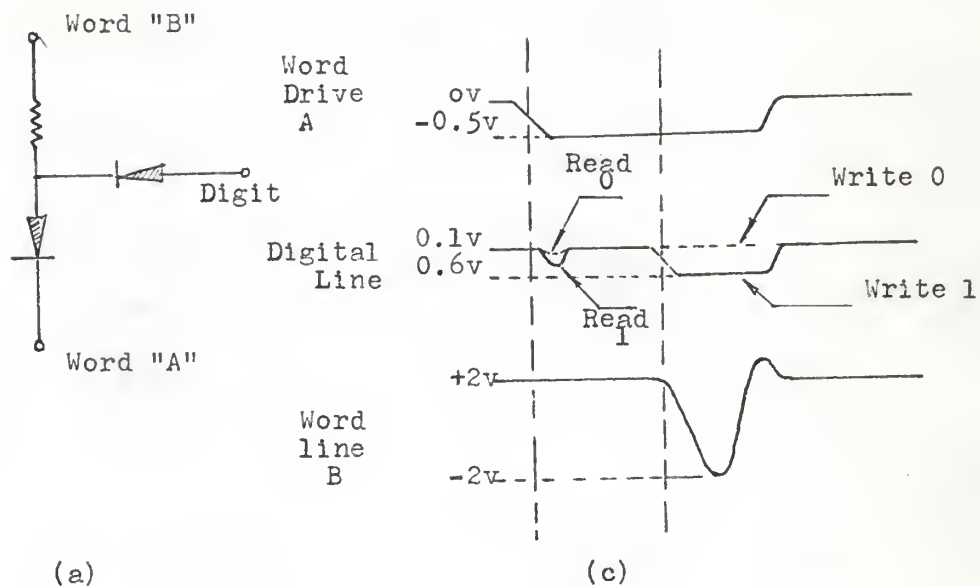 Word "B"
Digit
Word "A"
(a)
Word
Drive
A
ov
-0.5v
Read
0
Write 0
Digital
Line
0.1v
0.6v
Read
1
Write 1
Word
line
B
+2v
-2v
(c)